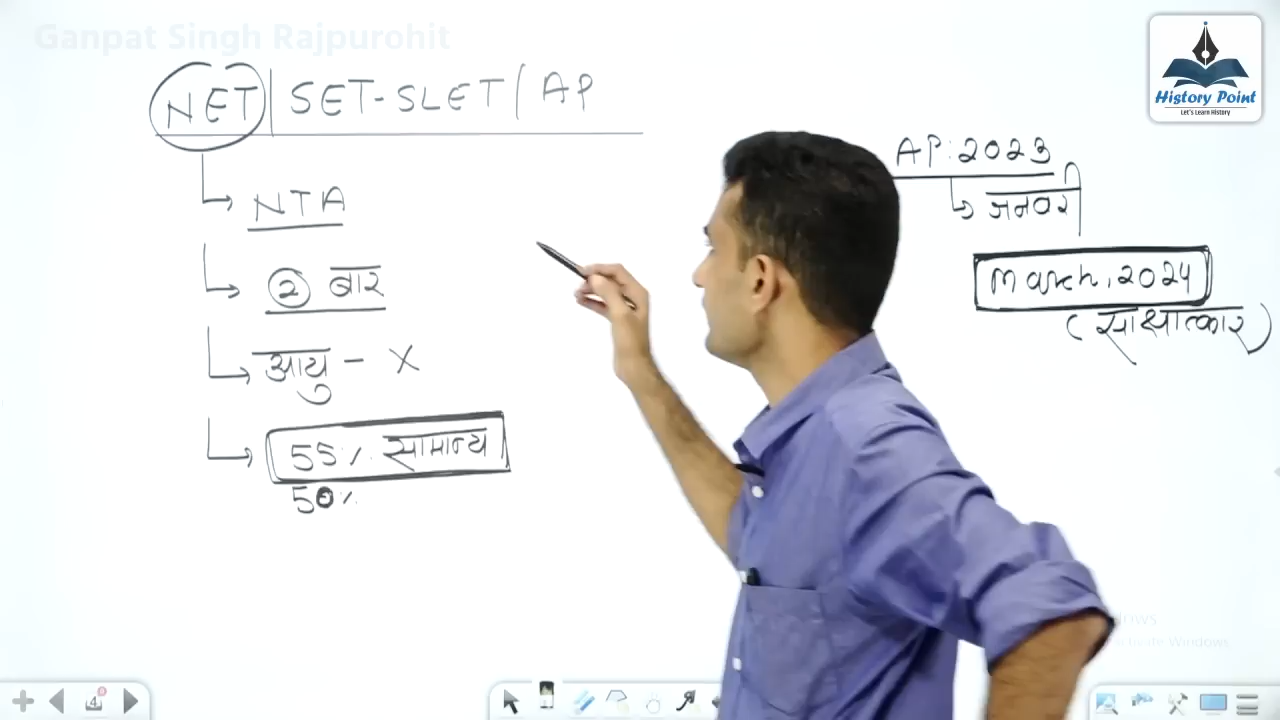 Ganpat Singh Rajpurohit
NET | SET-SLET / AP
NTA
2 बार
आयु - X
55% सामान्य
50%
AP: 2023
जनवरी
March, 2024
(साक्षात्कार)
History Point
Let's Learn History
4